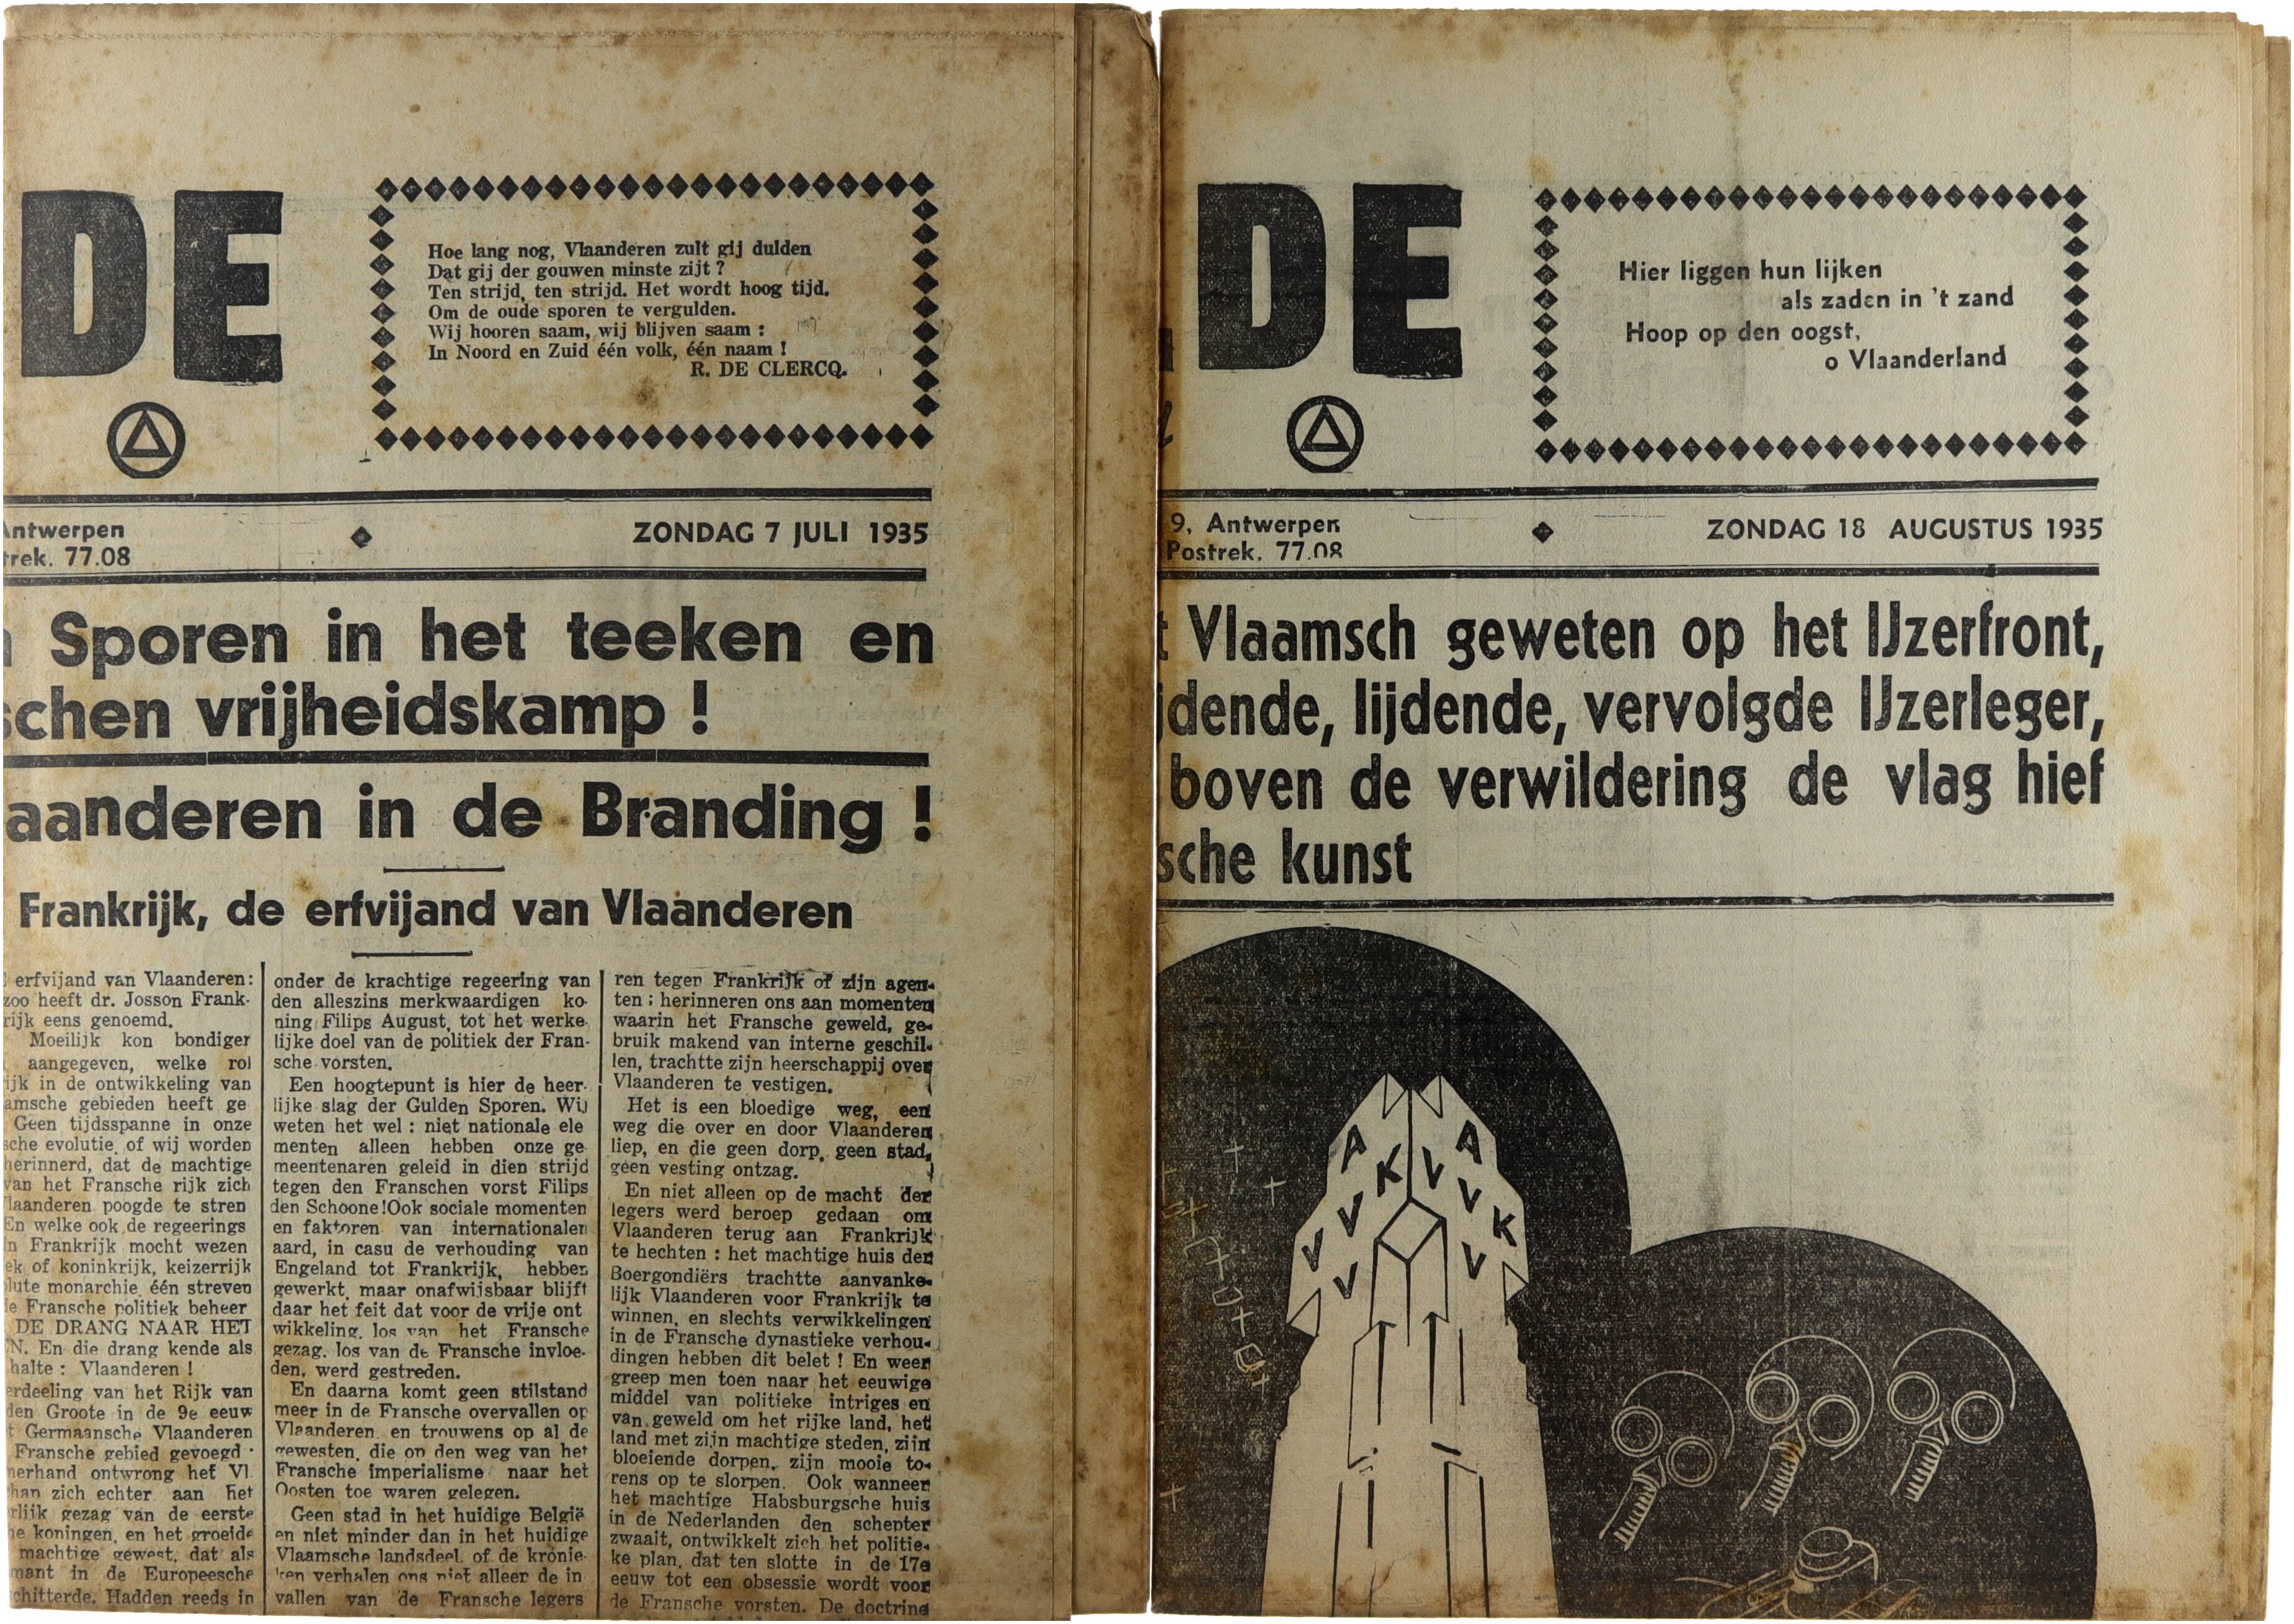 DE
Hoe lang nog, Vlaanderen zult gij dulden
Dat gij der gouwen minste zijt ?
Ten strijd, ten strijd. Het wordt hoog tijd.
Om de oude sporen te vergulden.
Wij hooren saam, wij blijven saam :
In Noord en Zuid één volk, één naam !
R. DE CLERCQ.
Antwerpen
trek. 77.08
ZONDAG 7 JULI 1935
Sporen in het teeken en
schen vrijheidskamp !
aanderen in de Branding !
Frankrijk, de erfvijand van Vlaanderen
erfvijand van Vlaanderen:
zoo heeft dr. Josson Frank-
rijk eens genoemd.
Moeilijk kon bondiger
aangegeven, welke rol
ijk in de ontwikkeling van
amsche gebieden heeft ge
Geen tijdsspanne in onze
sche evolutie, of wij worden
herinnerd, dat de machtige
van het Fransche rijk zich
laanderen poogde te stren
En welke ook de regeerings
n Frankrijk mocht wezen
ek of koninkrijk, keizerrijk
lute monarchie, één streven
le Fransche politiek beheer
DE DRANG NAAR HET
N. En die drang kende als
halte : Vlaanderen !
erdeeling van het Rijk van
den Groote in de 9e eeuw
t Germaansche Vlaanderen
Fransche gebied gevoegd
nerhand ontwrong het Vl
han zich echter aan het
rlijk gezag van de eerste
ne koningen, en het groeide
machtige gewest, dat als
mant in de Europeesche
chitterde. Hadden reeds in
onder de krachtige regeering van
den alleszins merkwaardigen ko-
ning Filips August, tot het werke-
lijke doel van de politiek der Fran-
sche vorsten.
Een hoogtepunt is hier de heer-
lijke slag der Gulden Sporen. Wij
weten het wel : niet nationale ele
menten alleen hebben onze ge
meentenaren geleid in dien strijd
tegen den Franschen vorst Filips
den Schoone!Ook sociale momenten
en faktoren van internationalen
aard, in casu de verhouding van
Engeland tot Frankrijk, hebben
gewerkt, maar onafwijsbaar blijft
daar het feit dat voor de vrije ont
wikkeling, los van het Fransche
gezag, los van de Fransche invloe-
den, werd gestreden.
En daarna komt geen stilstand
meer in de Fransche overvallen op
Vlaanderen, en trouwens op al de
gewesten, die op den weg van het
Fransche imperialisme naar het
Oosten toe waren gelegen.
Geen stad in het huidige België
en niet minder dan in het huidige
Vlaamsche landsdeel, of de kronie-
ken verhalen ons niet alleer de in
vallen van de Fransche legers
ren tegen Frankrijk of zijn agen-
ten ; herinneren ons aan momenten
waarin het Fransche geweld, ge-
bruik makend van interne geschil-
len, trachtte zijn heerschappij over
Vlaanderen te vestigen.
Het is een bloedige weg, een
weg die over en door Vlaanderen
liep, en die geen dorp, geen stad,
geen vesting ontzag.
En niet alleen op de macht der
legers werd beroep gedaan om
Vlaanderen terug aan Frankrijk
te hechten : het machtige huis der
Boergondiërs trachtte aanvanke-
lijk Vlaanderen voor Frankrijk te
winnen, en slechts verwikkelingen
in de Fransche dynastieke verhou-
dingen hebben dit belet ! En weer
greep men toen naar het eeuwige
middel van politieke intriges en
van geweld om het rijke land, het
land met zijn machtige steden, zijn
bloeiende dorpen, zijn mooie to-
rens op te slorpen. Ook wanneer
het machtige Habsburgsche huis
in de Nederlanden den schepter
zwaait, ontwikkelt zich het politie-
ke plan, dat ten slotte in de 17e
eeuw tot een obsessie wordt voor
de Fransche vorsten. De doctrine
DE
Hier liggen hun lijken
als zaden in 't zand
Hoop op den oogst,
o Vlaanderland
9, Antwerpen
Postrek. 77.08
ZONDAG 18 AUGUSTUS 1935
t Vlaamsch geweten op het IJzerfront,
jdende, lijdende, vervolgde IJzerleger,
boven de verwildering de vlag hief
sche kunst
A V V K
V V K
A V V K
V V K